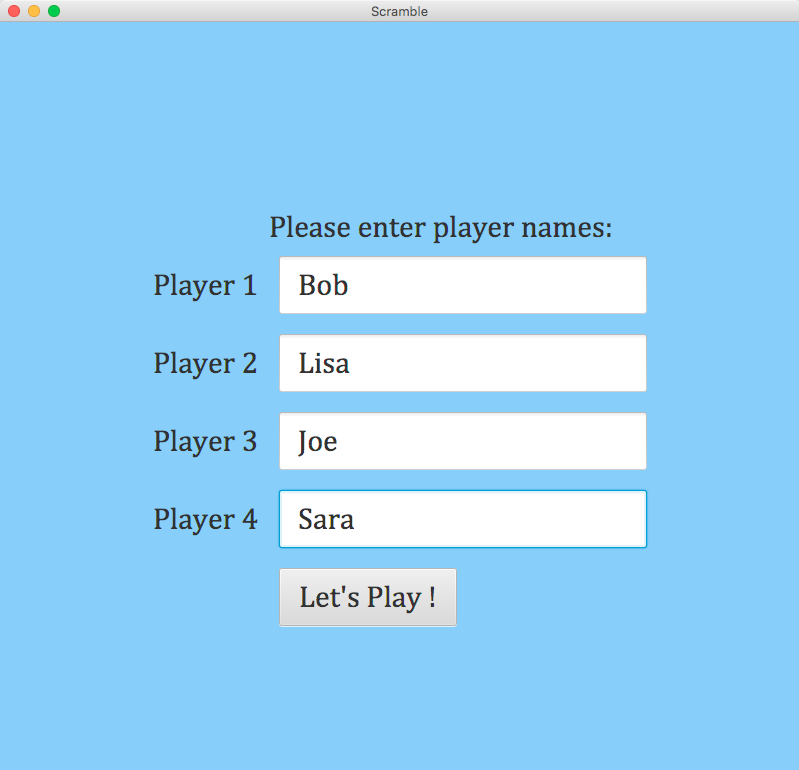 Scramble
Please enter player names:
Player 1 Bob
Player 2 Lisa
Player 3 Joe
Player 4 Sara
Let's Play !